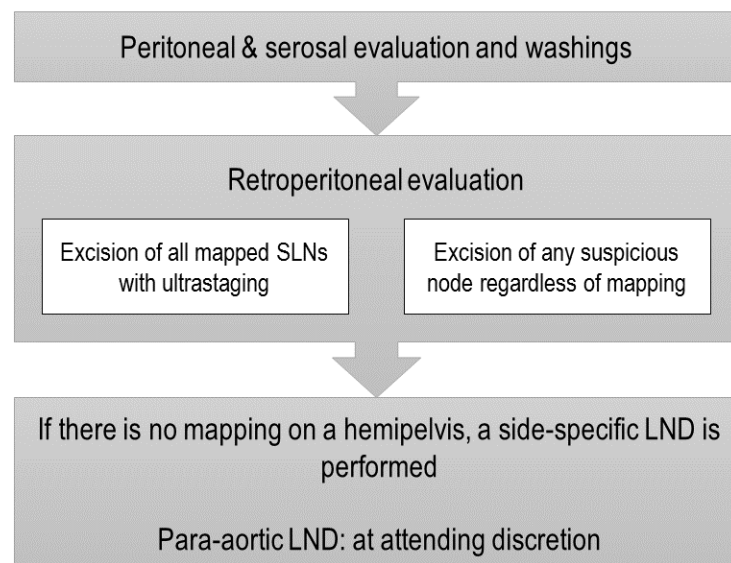 Peritoneal & serosal evaluation and washings
Retroperitoneal evaluation
Excision of all mapped SLNs
with ultrastaging
Excision of any suspicious
node regardless of mapping
If there is no mapping on a hemipelvis, a side-specific LND is
performed
Para-aortic LND: at attending discretion